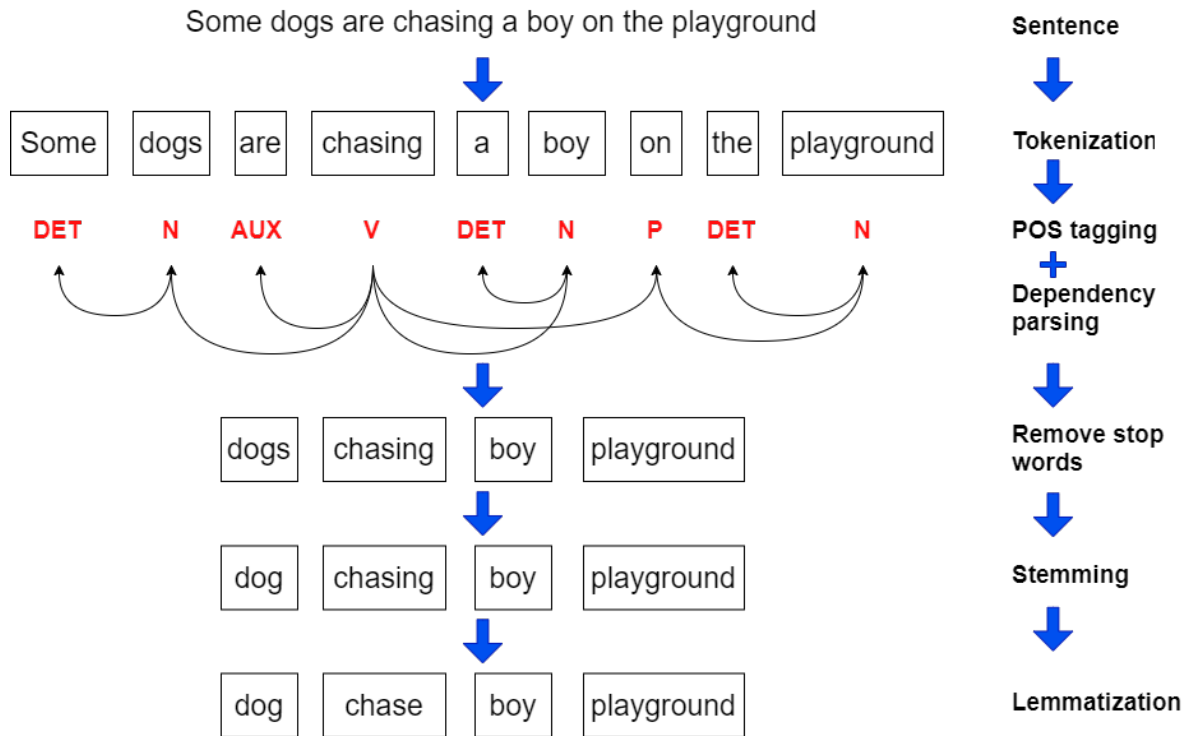 Some dogs are chasing a boy on the playground
Sentence
Some dogs are chasing a boy on the playground
Tokenization
DET N AUX V DET N P DET N
POS tagging
+
Dependency
parsing
dogs chasing boy playground
Remove stop
words
dog chasing boy playground
Stemming
dog chase boy playground
Lemmatization